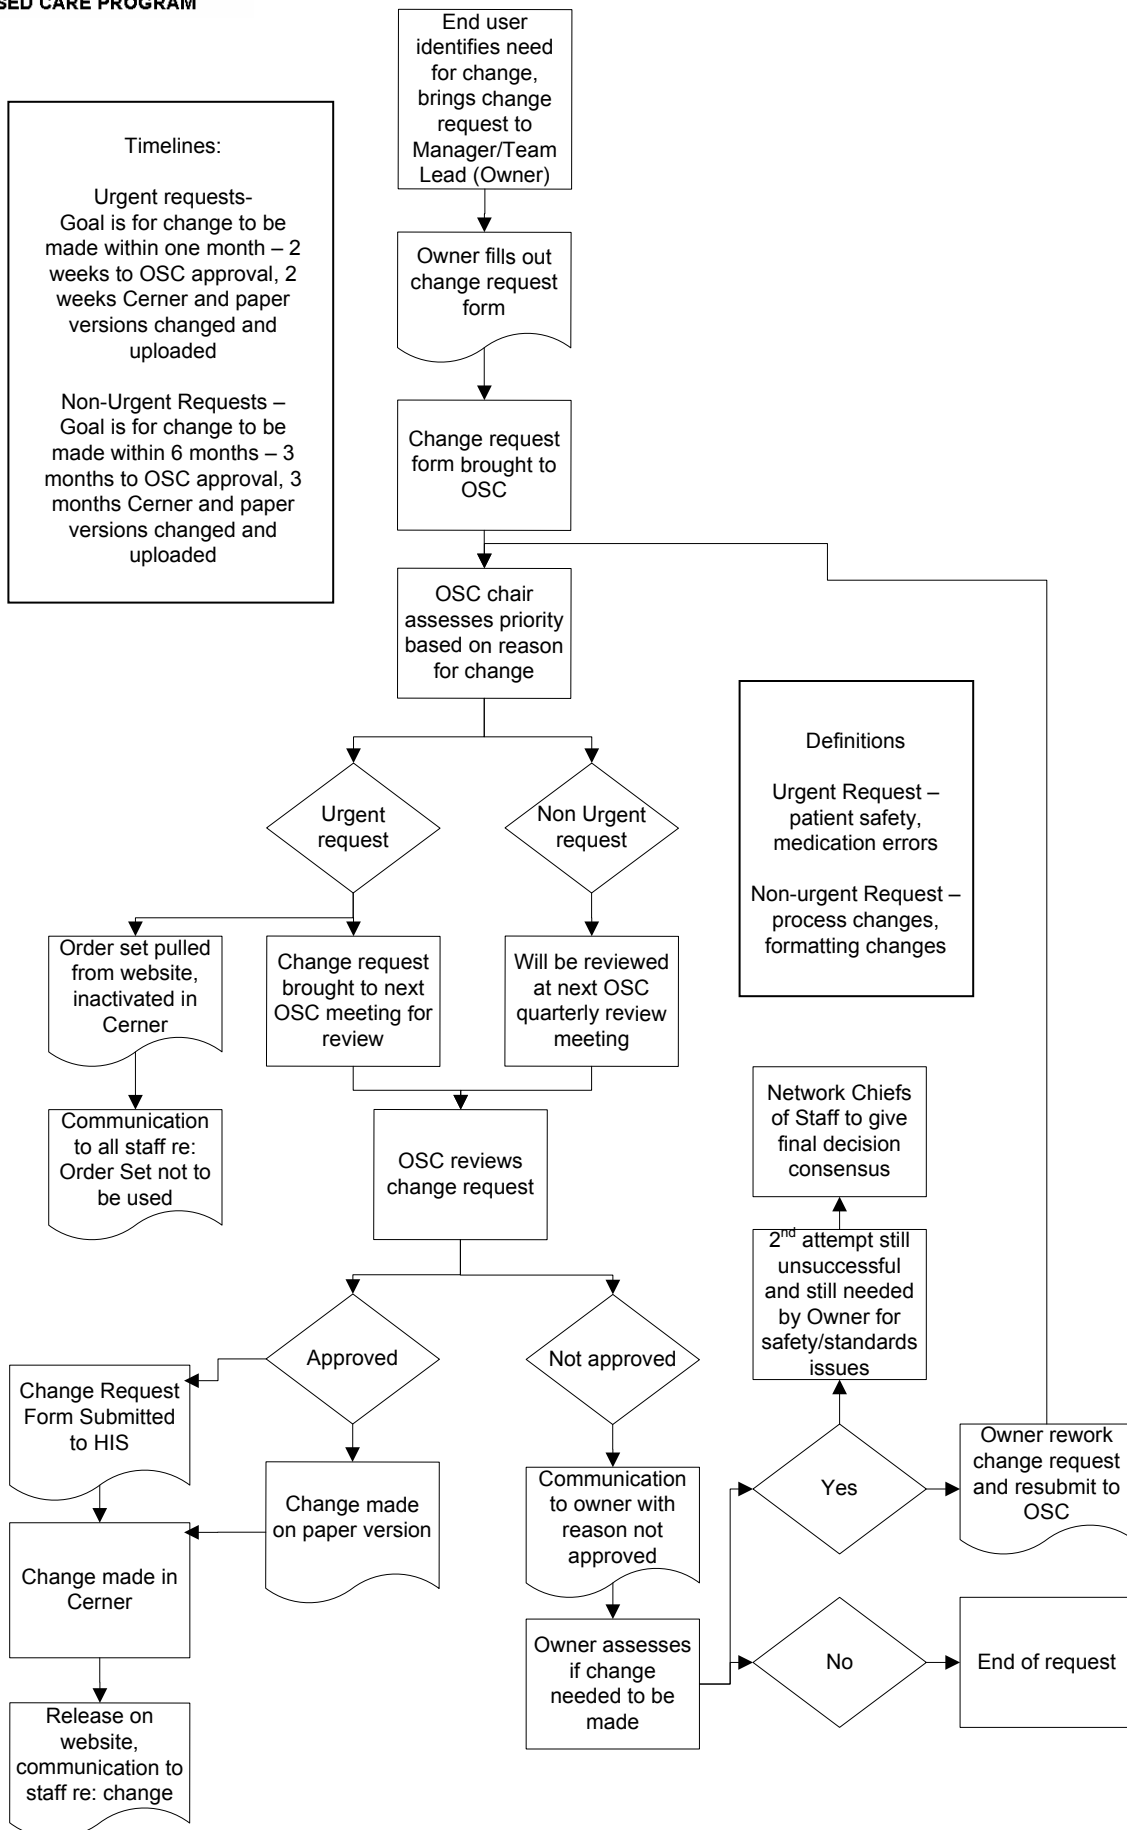 SED CARE PROGRAM
End user
identifies need
for change,
brings change
request to
Manager/Team
Lead (Owner)
Timelines:
Urgent requests-
Goal is for change to be
made within one month – 2
weeks to OSC approval, 2
weeks Cerner and paper
versions changed and
uploaded
Non-Urgent Requests –
Goal is for change to be
made within 6 months – 3
months to OSC approval, 3
months Cerner and paper
versions changed and
uploaded
Owner fills out
change request
form
Change request
form brought to
OSC
OSC chair
assesses priority
based on reason
for change
Definitions
Urgent Request –
patient safety,
medication errors
Non-urgent Request –
process changes,
formatting changes
Urgent
request
Non Urgent
request
Order set pulled
from website,
inactivated in
Cerner
Change request
brought to next
OSC meeting for
review
Will be reviewed
at next OSC
quarterly review
meeting
Communication
to all staff re:
Order Set not to
be used
OSC reviews
change request
Network Chiefs
of Staff to give
final decision
consensus
2nd attempt still
unsuccessful
and still needed
by Owner for
safety/standards
issues
Approved
Not approved
Change Request
Form Submitted
to HIS
Change made
on paper version
Communication
to owner with
reason not
approved
Yes
Owner rework
change request
and resubmit to
OSC
Change made in
Cerner
Owner assesses
if change
needed to be
made
No
End of request
Release on
website,
communication to
staff re: change